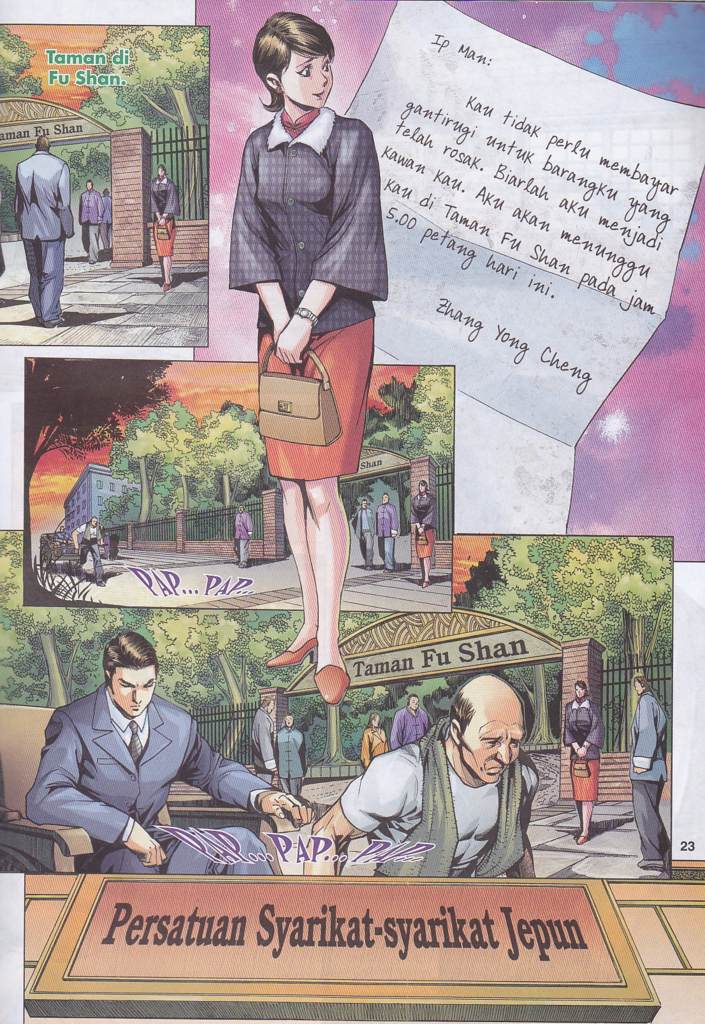 Taman di
Fu Shan.
aman Fu Shan
Ip Man:
Kau tidak perlu membayar
gantirugi untuk barangku yang
telah rosak. Biarlah aku menjadi
kawan kau. Aku akan menunggu
kau di Taman Fu Shan pada jam
5.00 petang hari ini.
Zhang Yong Cheng
Shan
PAP... PAP...
Taman Fu Shan
PAP... PAP... PAP...
23
Persatuan Syarikat-syarikat Jepun